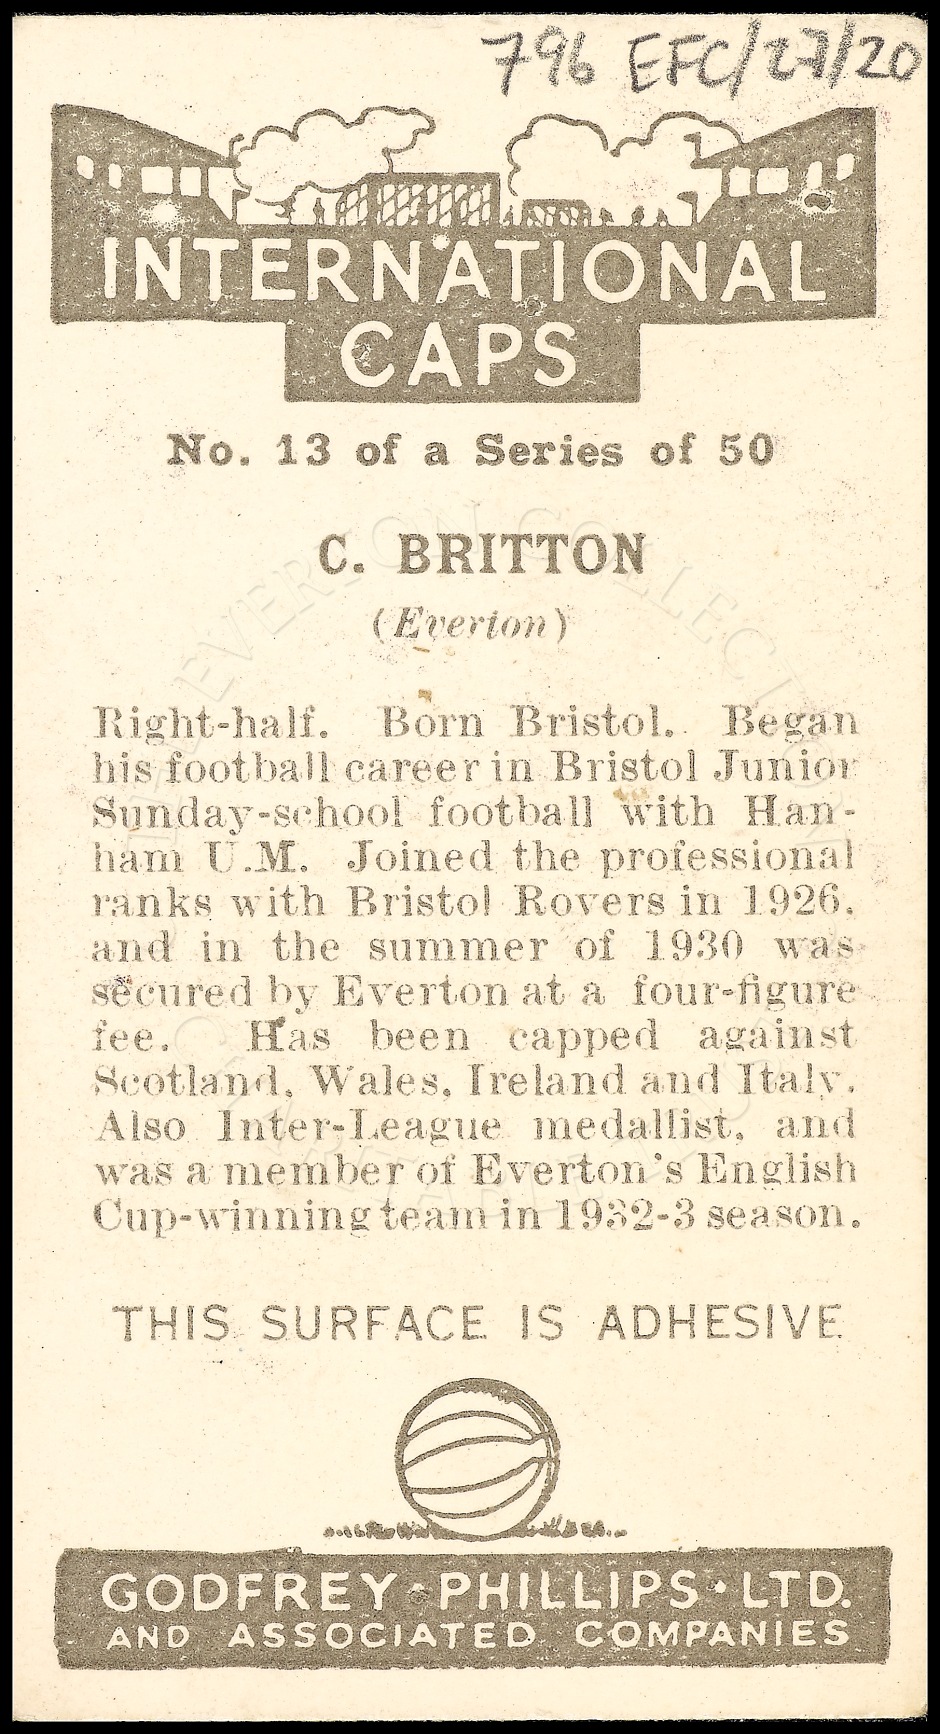 796 EFC/27/20
INTERNATIONAL
CAPS
No. 13 of a Series of 50
C. BRITTON
(Everton)
Right-half. Born Bristol. Began
his football career in Bristol Junior
Sunday-school football with Han-
ham U.M. Joined the professional
ranks with Bristol Rovers in 1926,
and in the summer of 1930 was
secured by Everton at a four-figure
fee. Has been capped against
Scotland, Wales, Ireland and Italy.
Also Inter-League medallist, and
was a member of Everton's English
Cup-winning team in 1932-3 season.
THIS SURFACE IS ADHESIVE
GODFREY · PHILLIPS · LTD.
AND ASSOCIATED COMPANIES
EVERTON COLLECTION
CHARITABLE